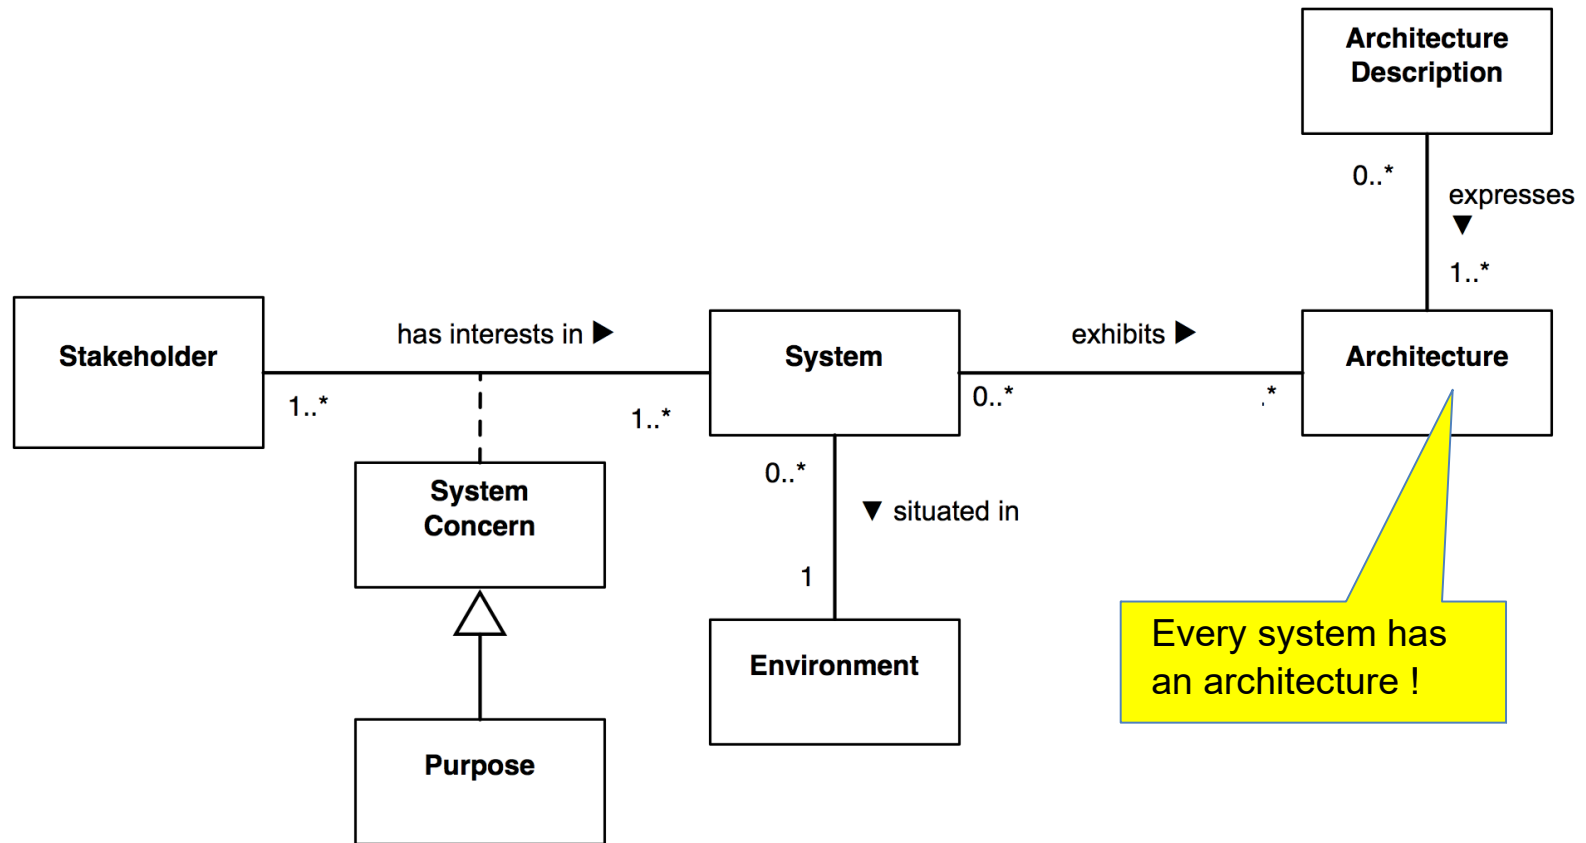 Architecture
Description
0..*
expresses
▼
1..*
Stakeholder
has interests in ▶
System
exhibits ▶
Architecture
1..*
1..*
0..*
.*
System
Concern
0..*
▼ situated in
1
Environment
Every system has
an architecture !
Purpose